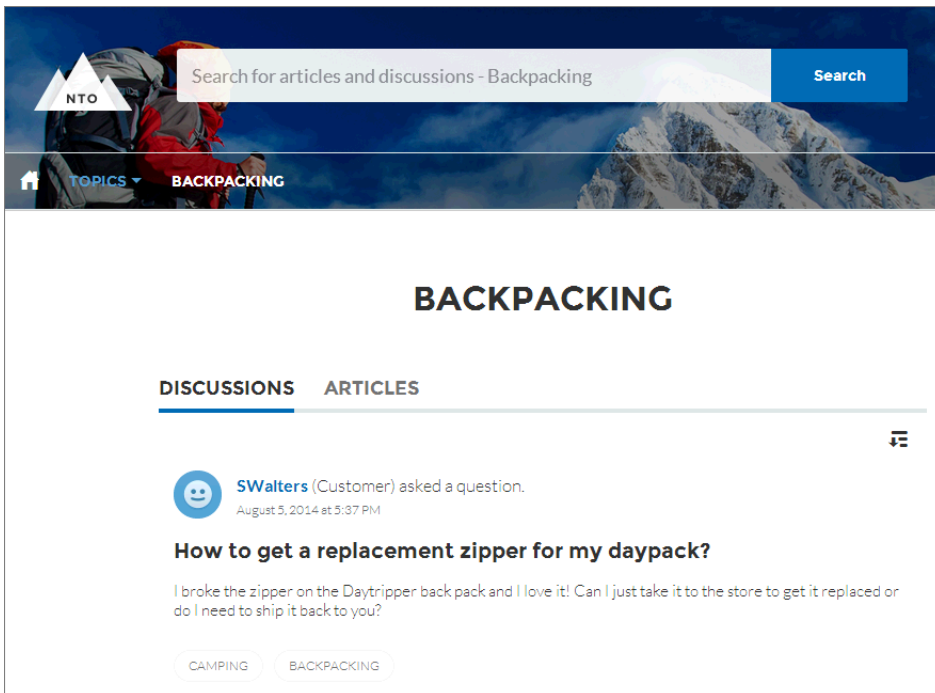 Search for articles and discussions - Backpacking
Search
NTO
TOPICS
BACKPACKING
BACKPACKING
DISCUSSIONS
ARTICLES
SWalters (Customer) asked a question.
August 5, 2014 at 5:37 PM
How to get a replacement zipper for my daypack?
I broke the zipper on the Daytripper back pack and I love it! Can I just take it to the store to get it replaced or
do I need to ship it back to you?
CAMPING
BACKPACKING